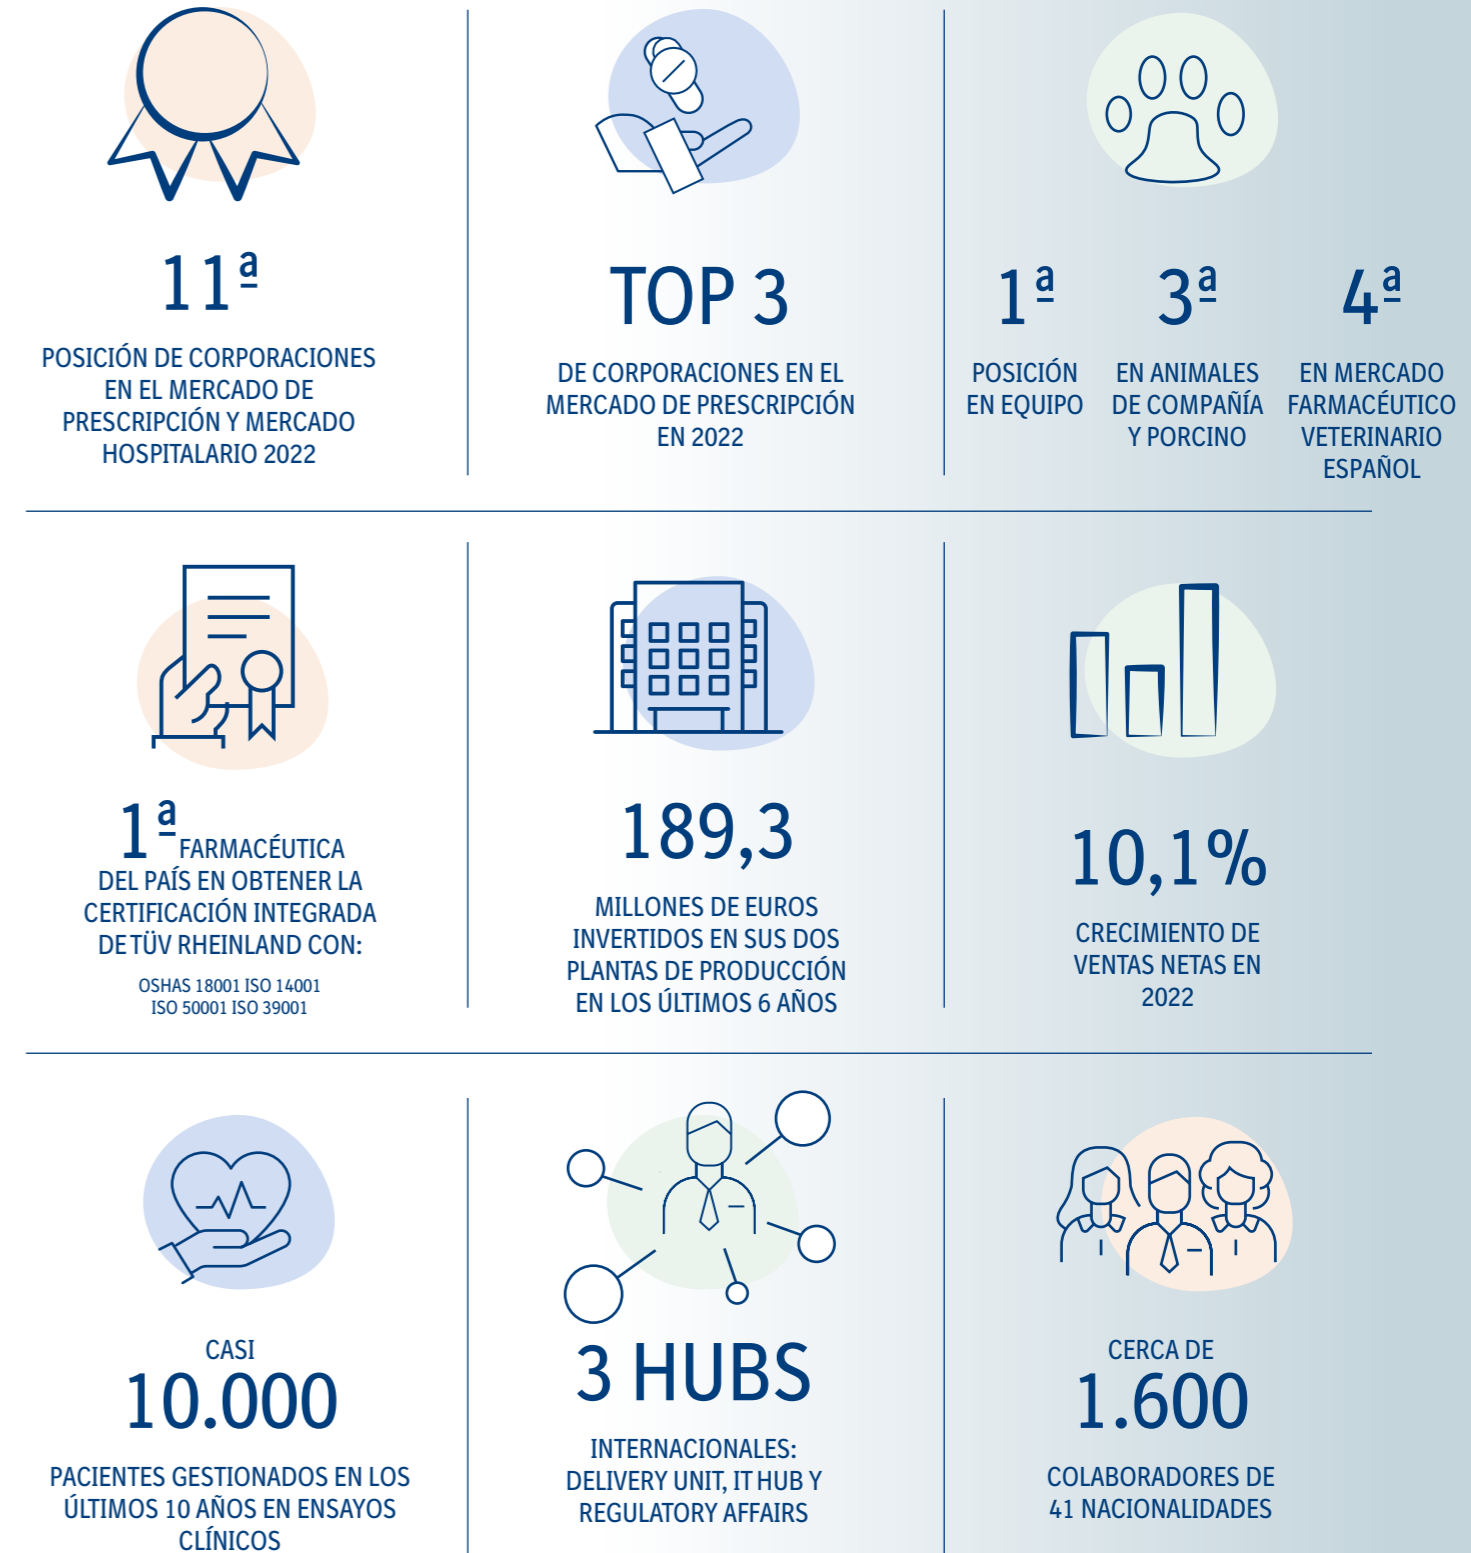 11ª
POSICIÓN DE CORPORACIONES
EN EL MERCADO DE
PRESCRIPCIÓN Y MERCADO
HOSPITALARIO 2022
TOP 3
DE CORPORACIONES EN EL
MERCADO DE PRESCRIPCIÓN
EN 2022
1ª
POSICIÓN
EN EQUIPO
3ª
EN ANIMALES
DE COMPAÑÍA
Y PORCINO
4ª
EN MERCADO
FARMACÉUTICO
VETERINARIO
ESPAÑOL
1ª FARMACÉUTICA
DEL PAÍS EN OBTENER LA
CERTIFICACIÓN INTEGRADA
DE TÜV RHEINLAND CON:
OSHAS 18001 ISO 14001
ISO 50001 ISO 39001
189,3
MILLONES DE EUROS
INVERTIDOS EN SUS DOS
PLANTAS DE PRODUCCIÓN
EN LOS ÚLTIMOS 6 AÑOS
10,1%
CRECIMIENTO DE
VENTAS NETAS EN
2022
CASI
10.000
PACIENTES GESTIONADOS EN LOS
ÚLTIMOS 10 AÑOS EN ENSAYOS
CLÍNICOS
3 HUBS
INTERNACIONALES:
DELIVERY UNIT, IT HUB Y
REGULATORY AFFAIRS
CERCA DE
1.600
COLABORADORES DE
41 NACIONALIDADES